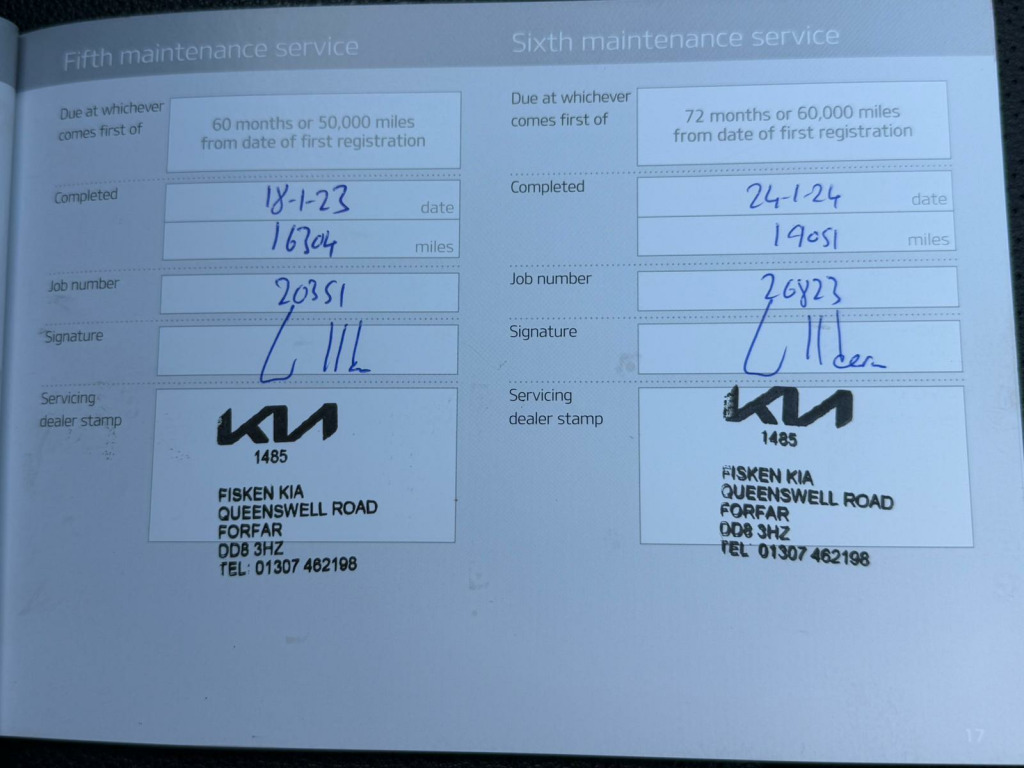 Fifth maintenance service
Due at whichever
comes first of
60 months or 50,000 miles
from date of first registration
Completed
18-1-23 date
16304 miles
Job number
20351
Signature
Servicing
dealer stamp
KIA
1485
FISKEN KIA
QUEENSWELL ROAD
FORFAR
DD8 3HZ
TEL: 01307 462198
Sixth maintenance service
Due at whichever
comes first of
72 months or 60,000 miles
from date of first registration
Completed
24-1-24 date
19051 miles
Job number
26823
Signature
Servicing
dealer stamp
KIA
1485
FISKEN KIA
QUEENSWELL ROAD
FORFAR
DD8 3HZ
TEL 01307 462198
17